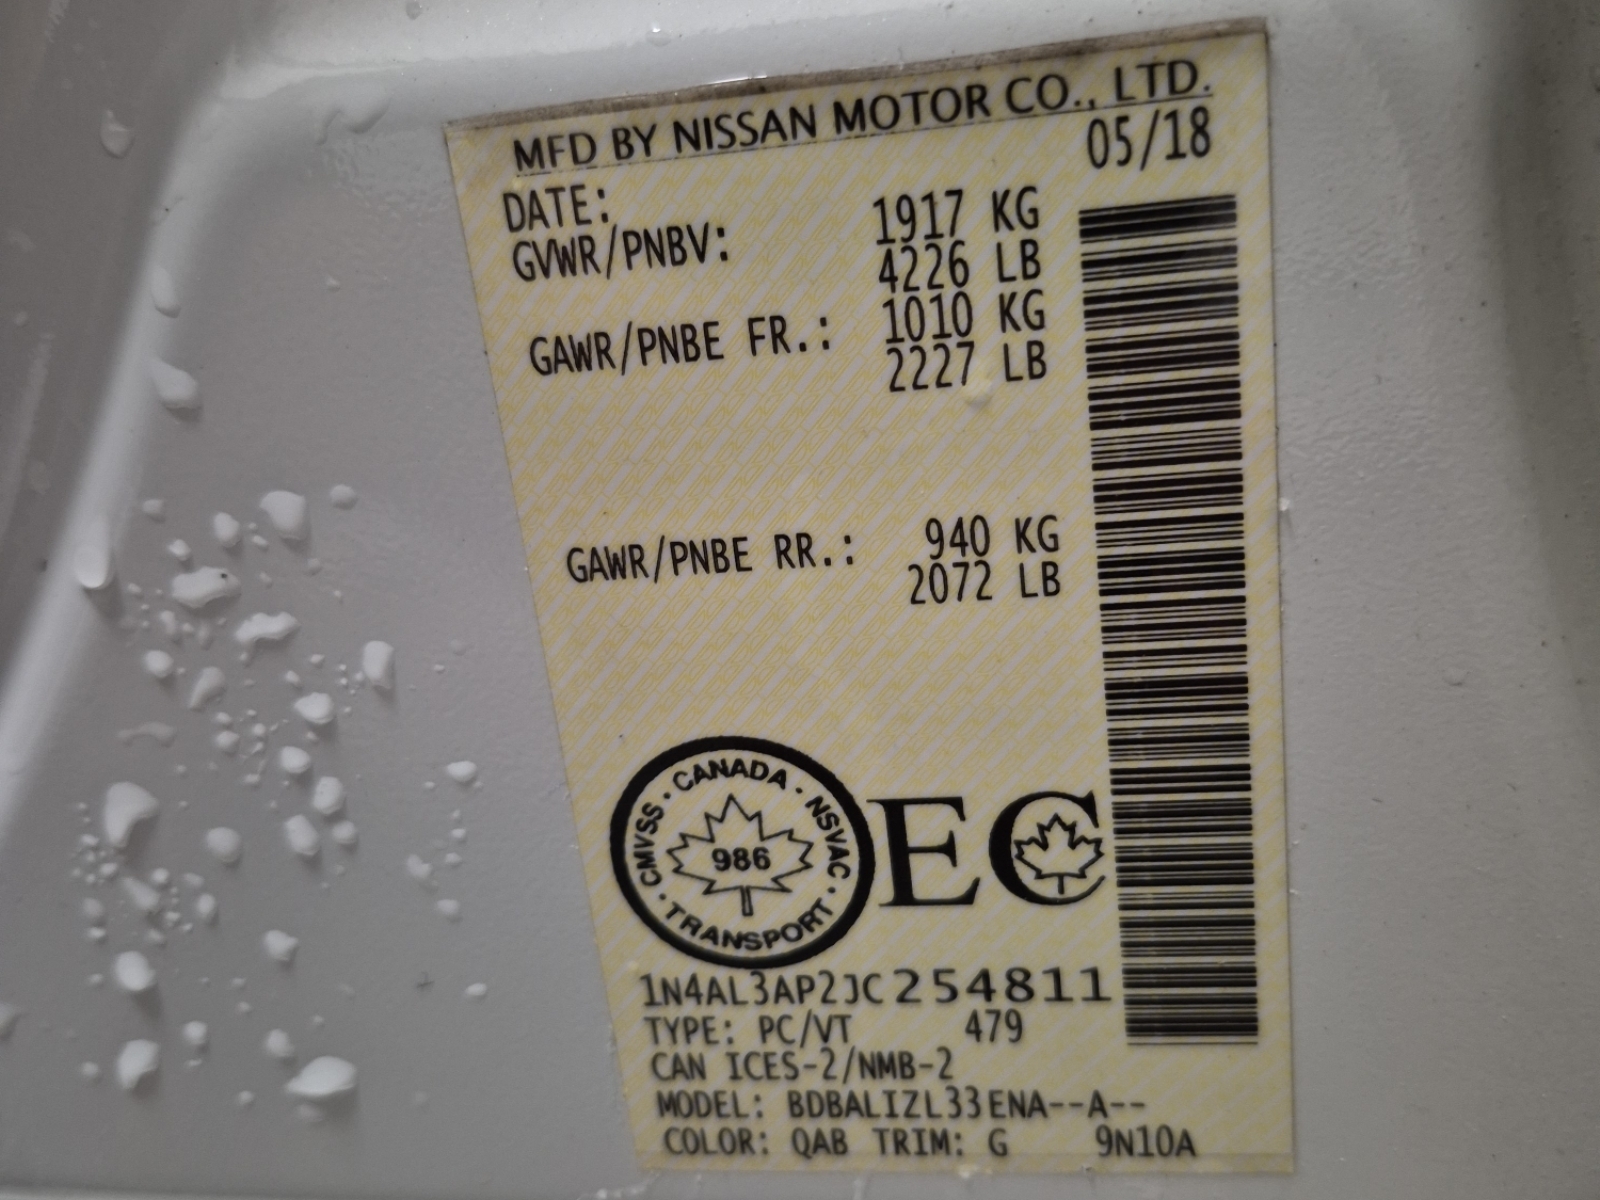 MFD BY NISSAN MOTOR CO., LTD.
DATE: 05/18
GVWR/PNBV: 1917 KG
4226 LB
GAWR/PNBE FR.: 1010 KG
2227 LB
GAWR/PNBE RR.: 940 KG
2072 LB
CANADA · NSVAC · TRANSPORT · CMVSS ·
986
EC
1N4AL3AP2JC254811
TYPE: PC/VT 479
CAN ICES-2/NMB-2
MODEL: BDBALIZL33ENA--A--
COLOR: QAB TRIM: G 9N10A